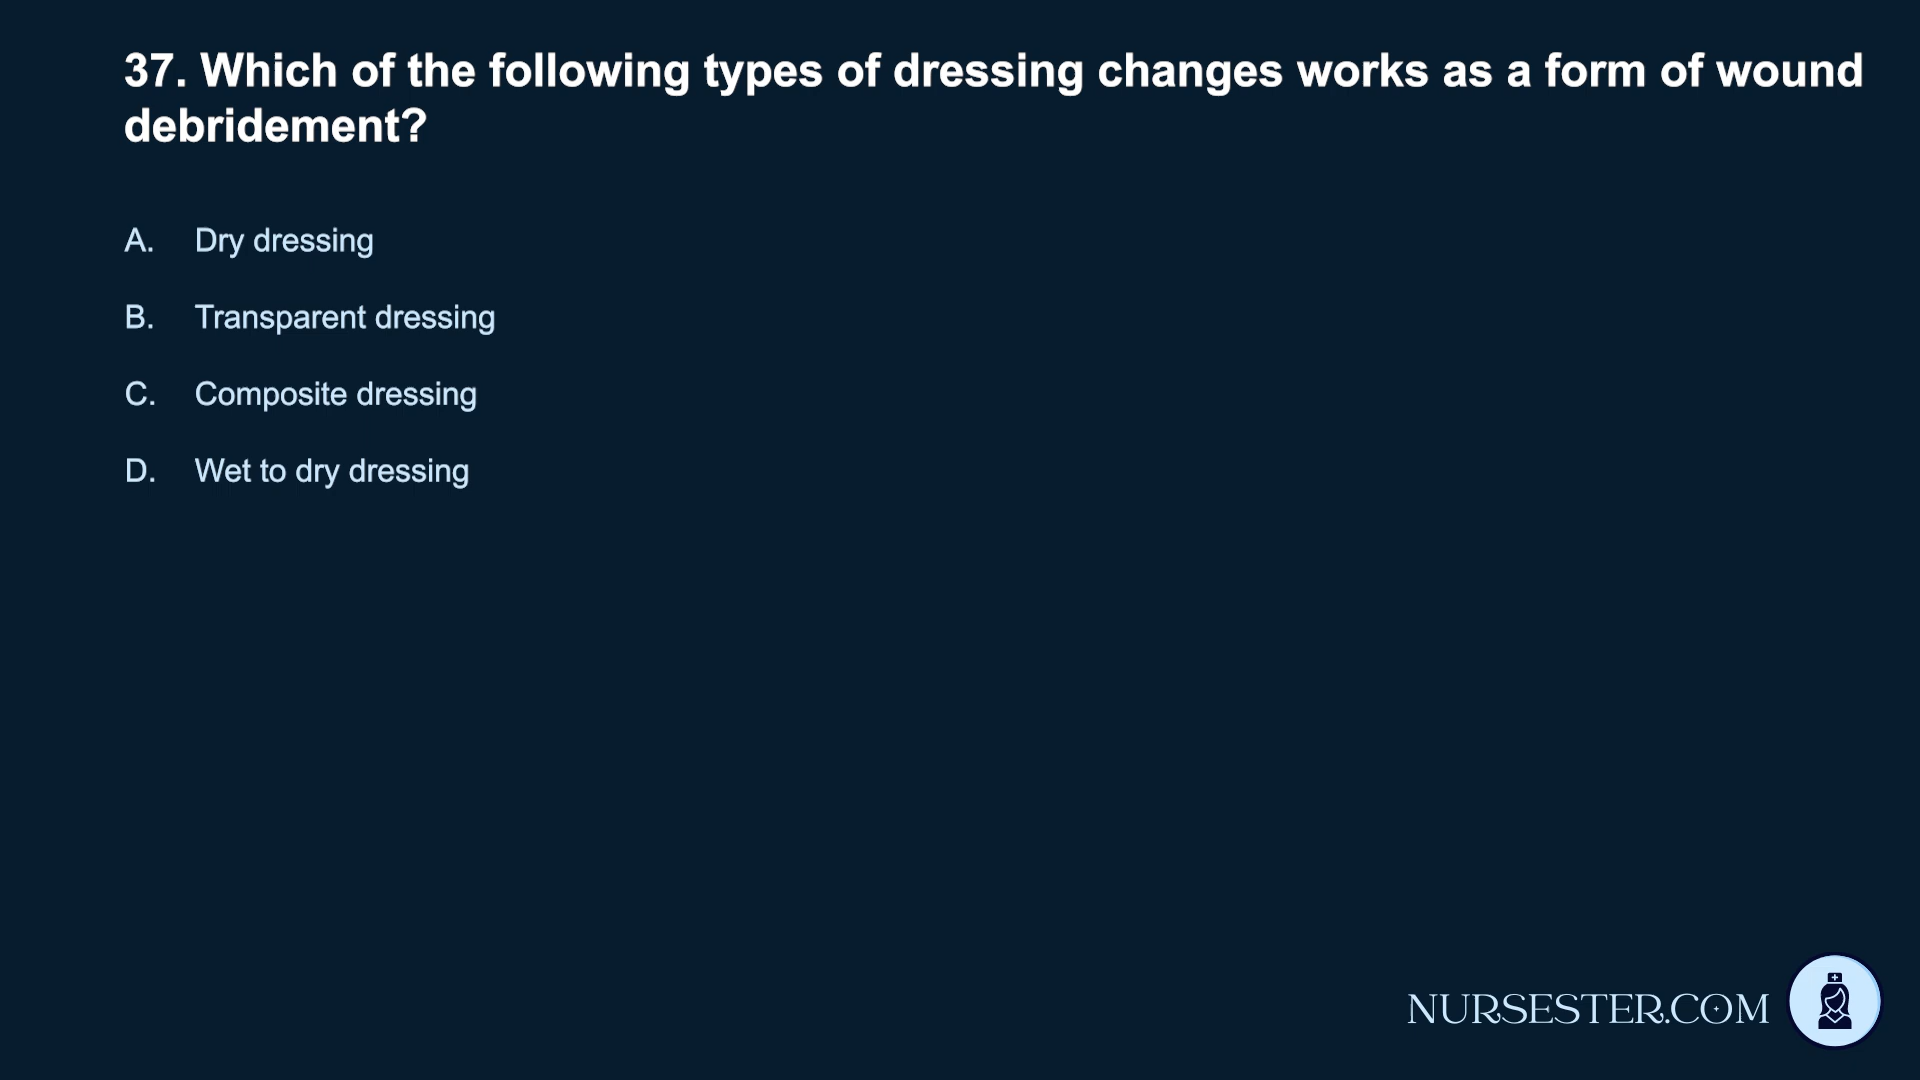 37. Which of the following types of dressing changes works as a form of wound
debridement?
A. Dry dressing
B. Transparent dressing
C. Composite dressing
D. Wet to dry dressing
NURSESTER.COM